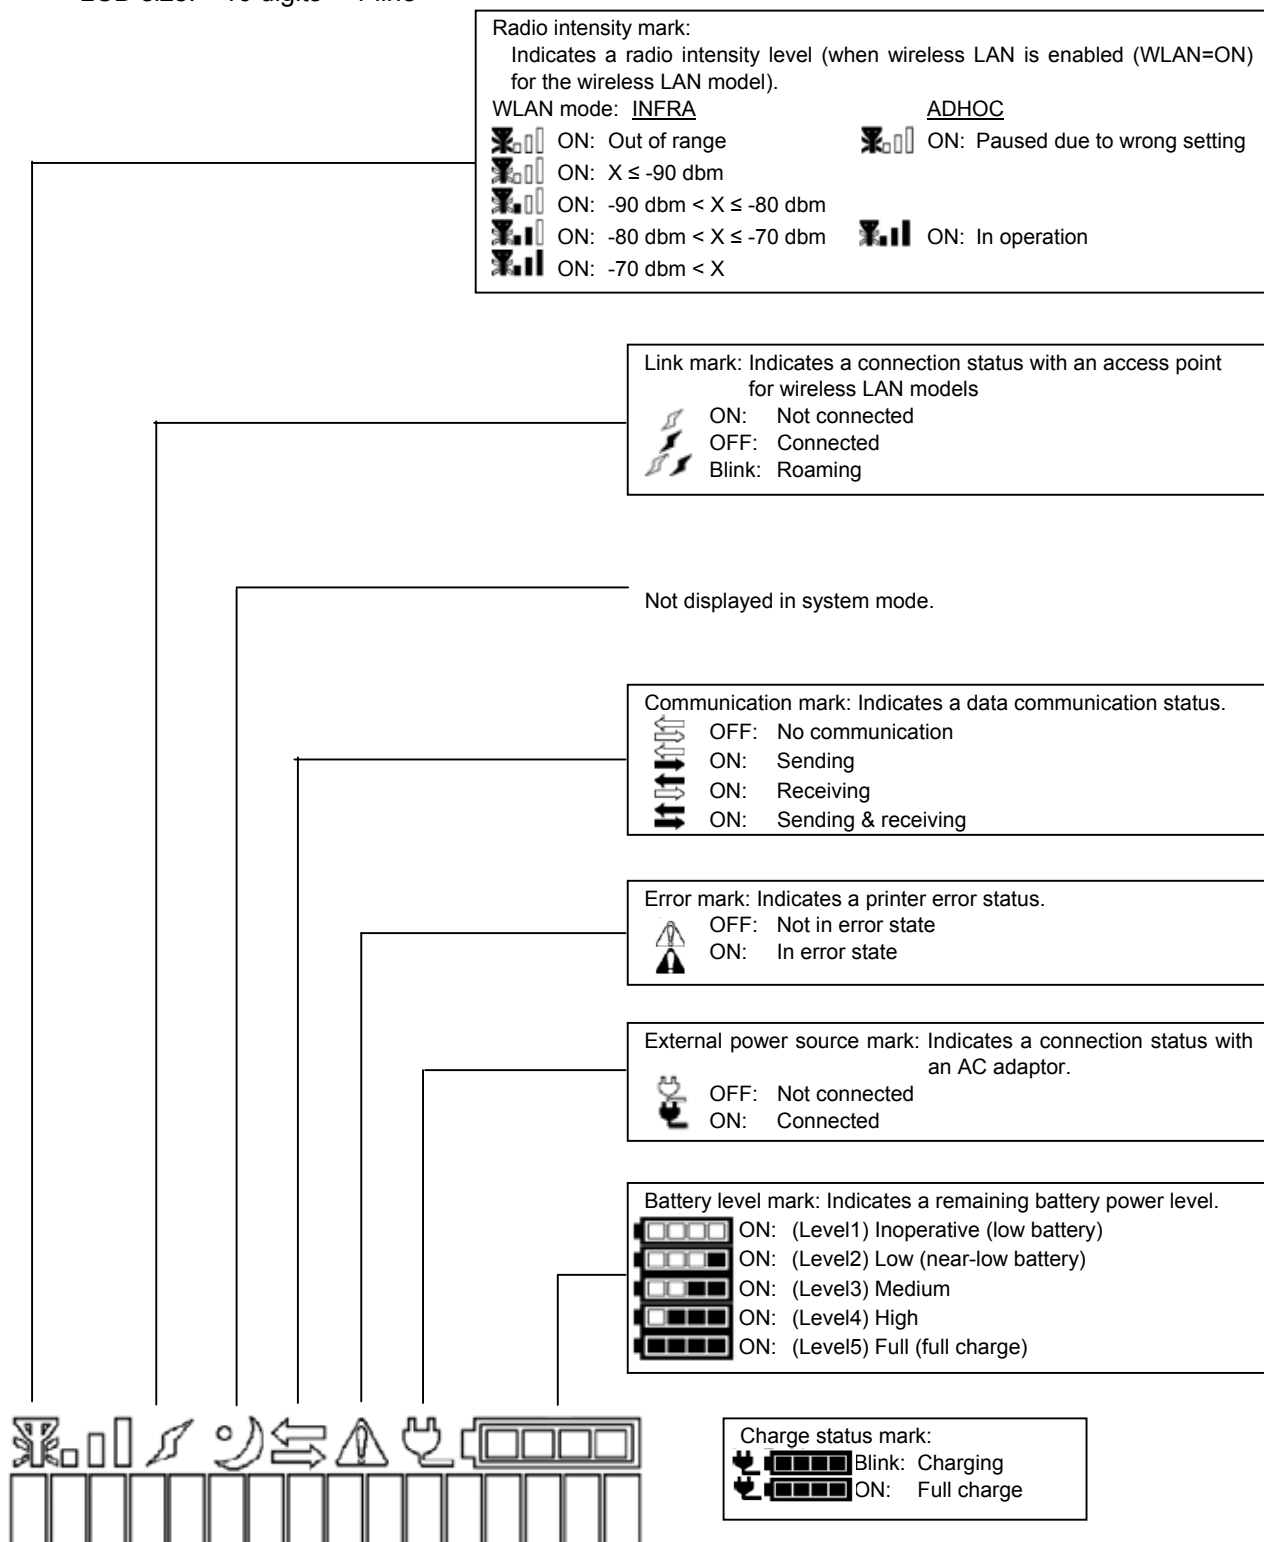 Radio intensity mark:
Indicates a radio intensity level (when wireless LAN is enabled (WLAN=ON)
for the wireless LAN model).
WLAN mode: INFRA ADHOC
ON: Out of range ON: Paused due to wrong setting
ON: X ≤ -90 dbm
ON: -90 dbm < X ≤ -80 dbm
ON: -80 dbm < X ≤ -70 dbm ON: In operation
ON: -70 dbm < X
Link mark: Indicates a connection status with an access point
for wireless LAN models
ON: Not connected
OFF: Connected
Blink: Roaming
Not displayed in system mode.
Communication mark: Indicates a data communication status.
OFF: No communication
ON: Sending
ON: Receiving
ON: Sending & receiving
Error mark: Indicates a printer error status.
OFF: Not in error state
ON: In error state
External power source mark: Indicates a connection status with
an AC adaptor.
OFF: Not connected
ON: Connected
Battery level mark: Indicates a remaining battery power level.
ON: (Level1) Inoperative (low battery)
ON: (Level2) Low (near-low battery)
ON: (Level3) Medium
ON: (Level4) High
ON: (Level5) Full (full charge)
Charge status mark:
Blink: Charging
ON: Full charge